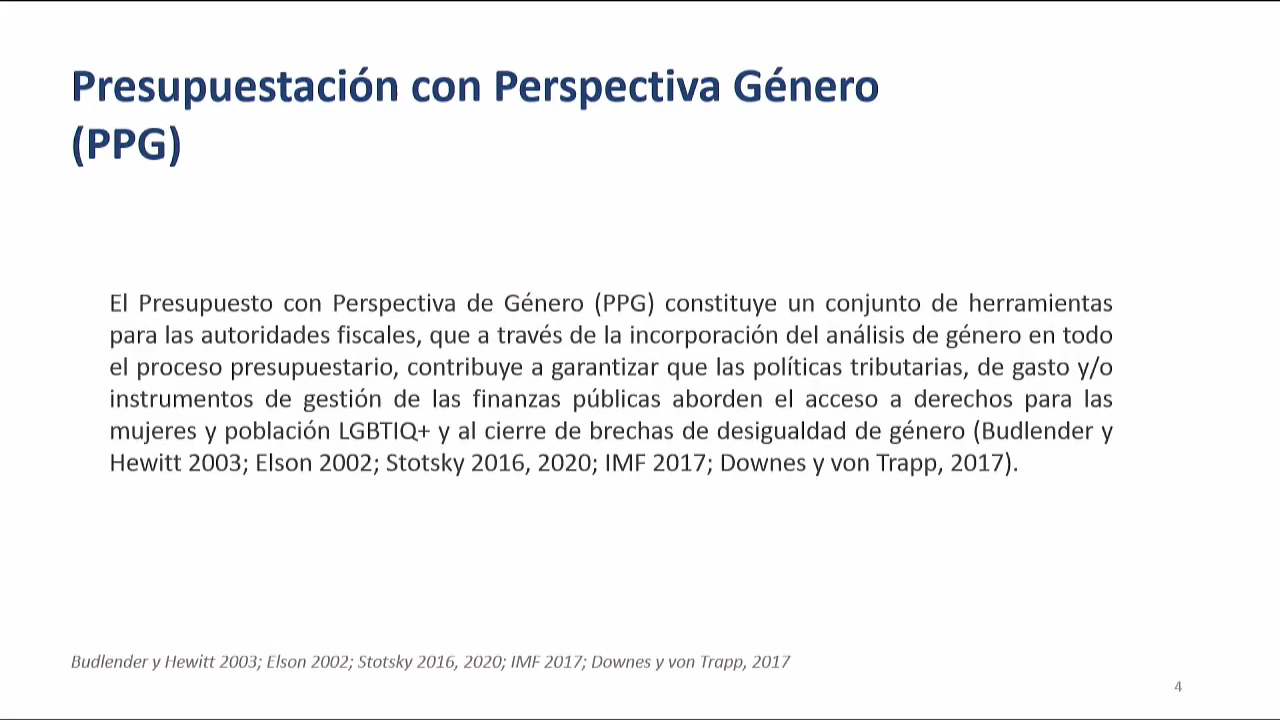 Presupuestación con Perspectiva Género
(PPG)
El Presupuesto con Perspectiva de Género (PPG) constituye un conjunto de herramientas
para las autoridades fiscales, que a través de la incorporación del análisis de género en todo
el proceso presupuestario, contribuye a garantizar que las políticas tributarias, de gasto y/o
instrumentos de gestión de las finanzas públicas aborden el acceso a derechos para las
mujeres y población LGBTIQ+ y al cierre de brechas de desigualdad de género (Budlender y
Hewitt 2003; Elson 2002; Stotsky 2016, 2020; IMF 2017; Downes y von Trapp, 2017).
Budlender y Hewitt 2003; Elson 2002; Stotsky 2016, 2020; IMF 2017; Downes y von Trapp, 2017
4